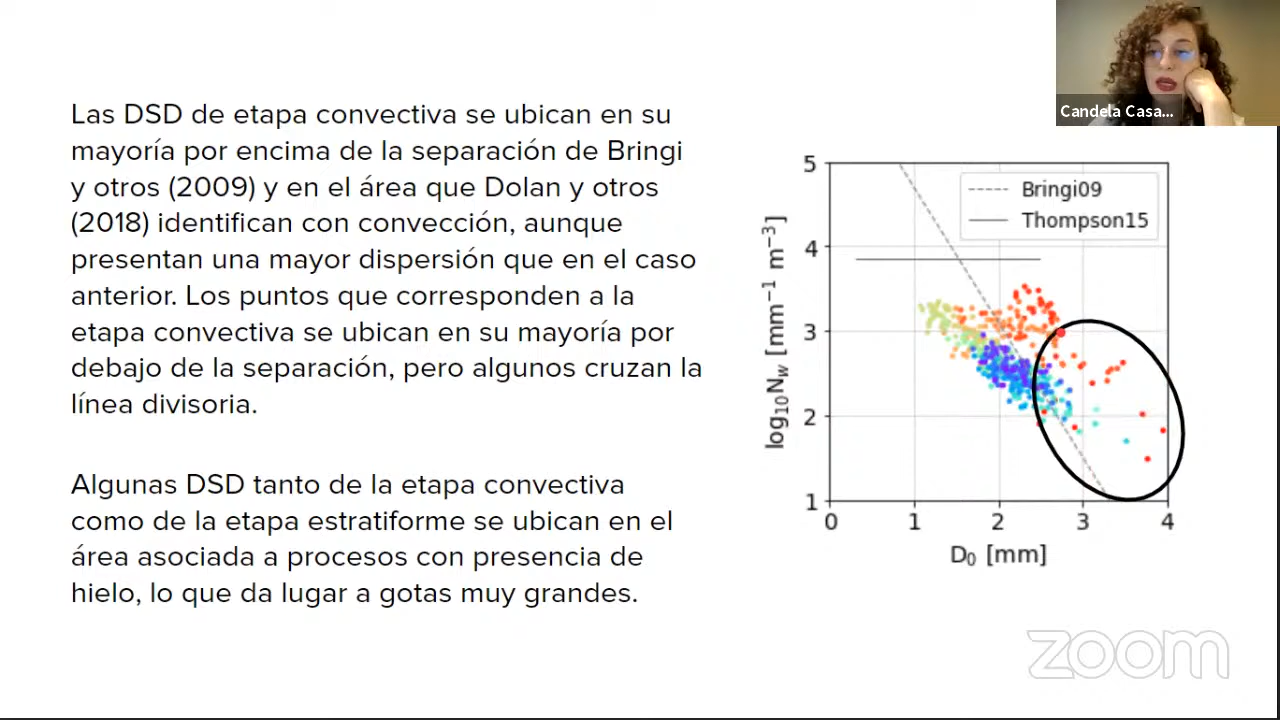 Las DSD de etapa convectiva se ubican en su
mayoría por encima de la separación de Bringi
y otros (2009) y en el área que Dolan y otros
(2018) identifican con convección, aunque
presentan una mayor dispersión que en el caso
anterior. Los puntos que corresponden a la
etapa convectiva se ubican en su mayoría por
debajo de la separación, pero algunos cruzan la
línea divisoria.
Algunas DSD tanto de la etapa convectiva
como de la etapa estratiforme se ubican en el
área asociada a procesos con presencia de
hielo, lo que da lugar a gotas muy grandes.
Candela Casa...
Bringi09
Thompson15
log₁₀N_w [mm⁻¹ m⁻³]
5
4
3
2
1
0 1 2 3 4
D₀ [mm]
zoom